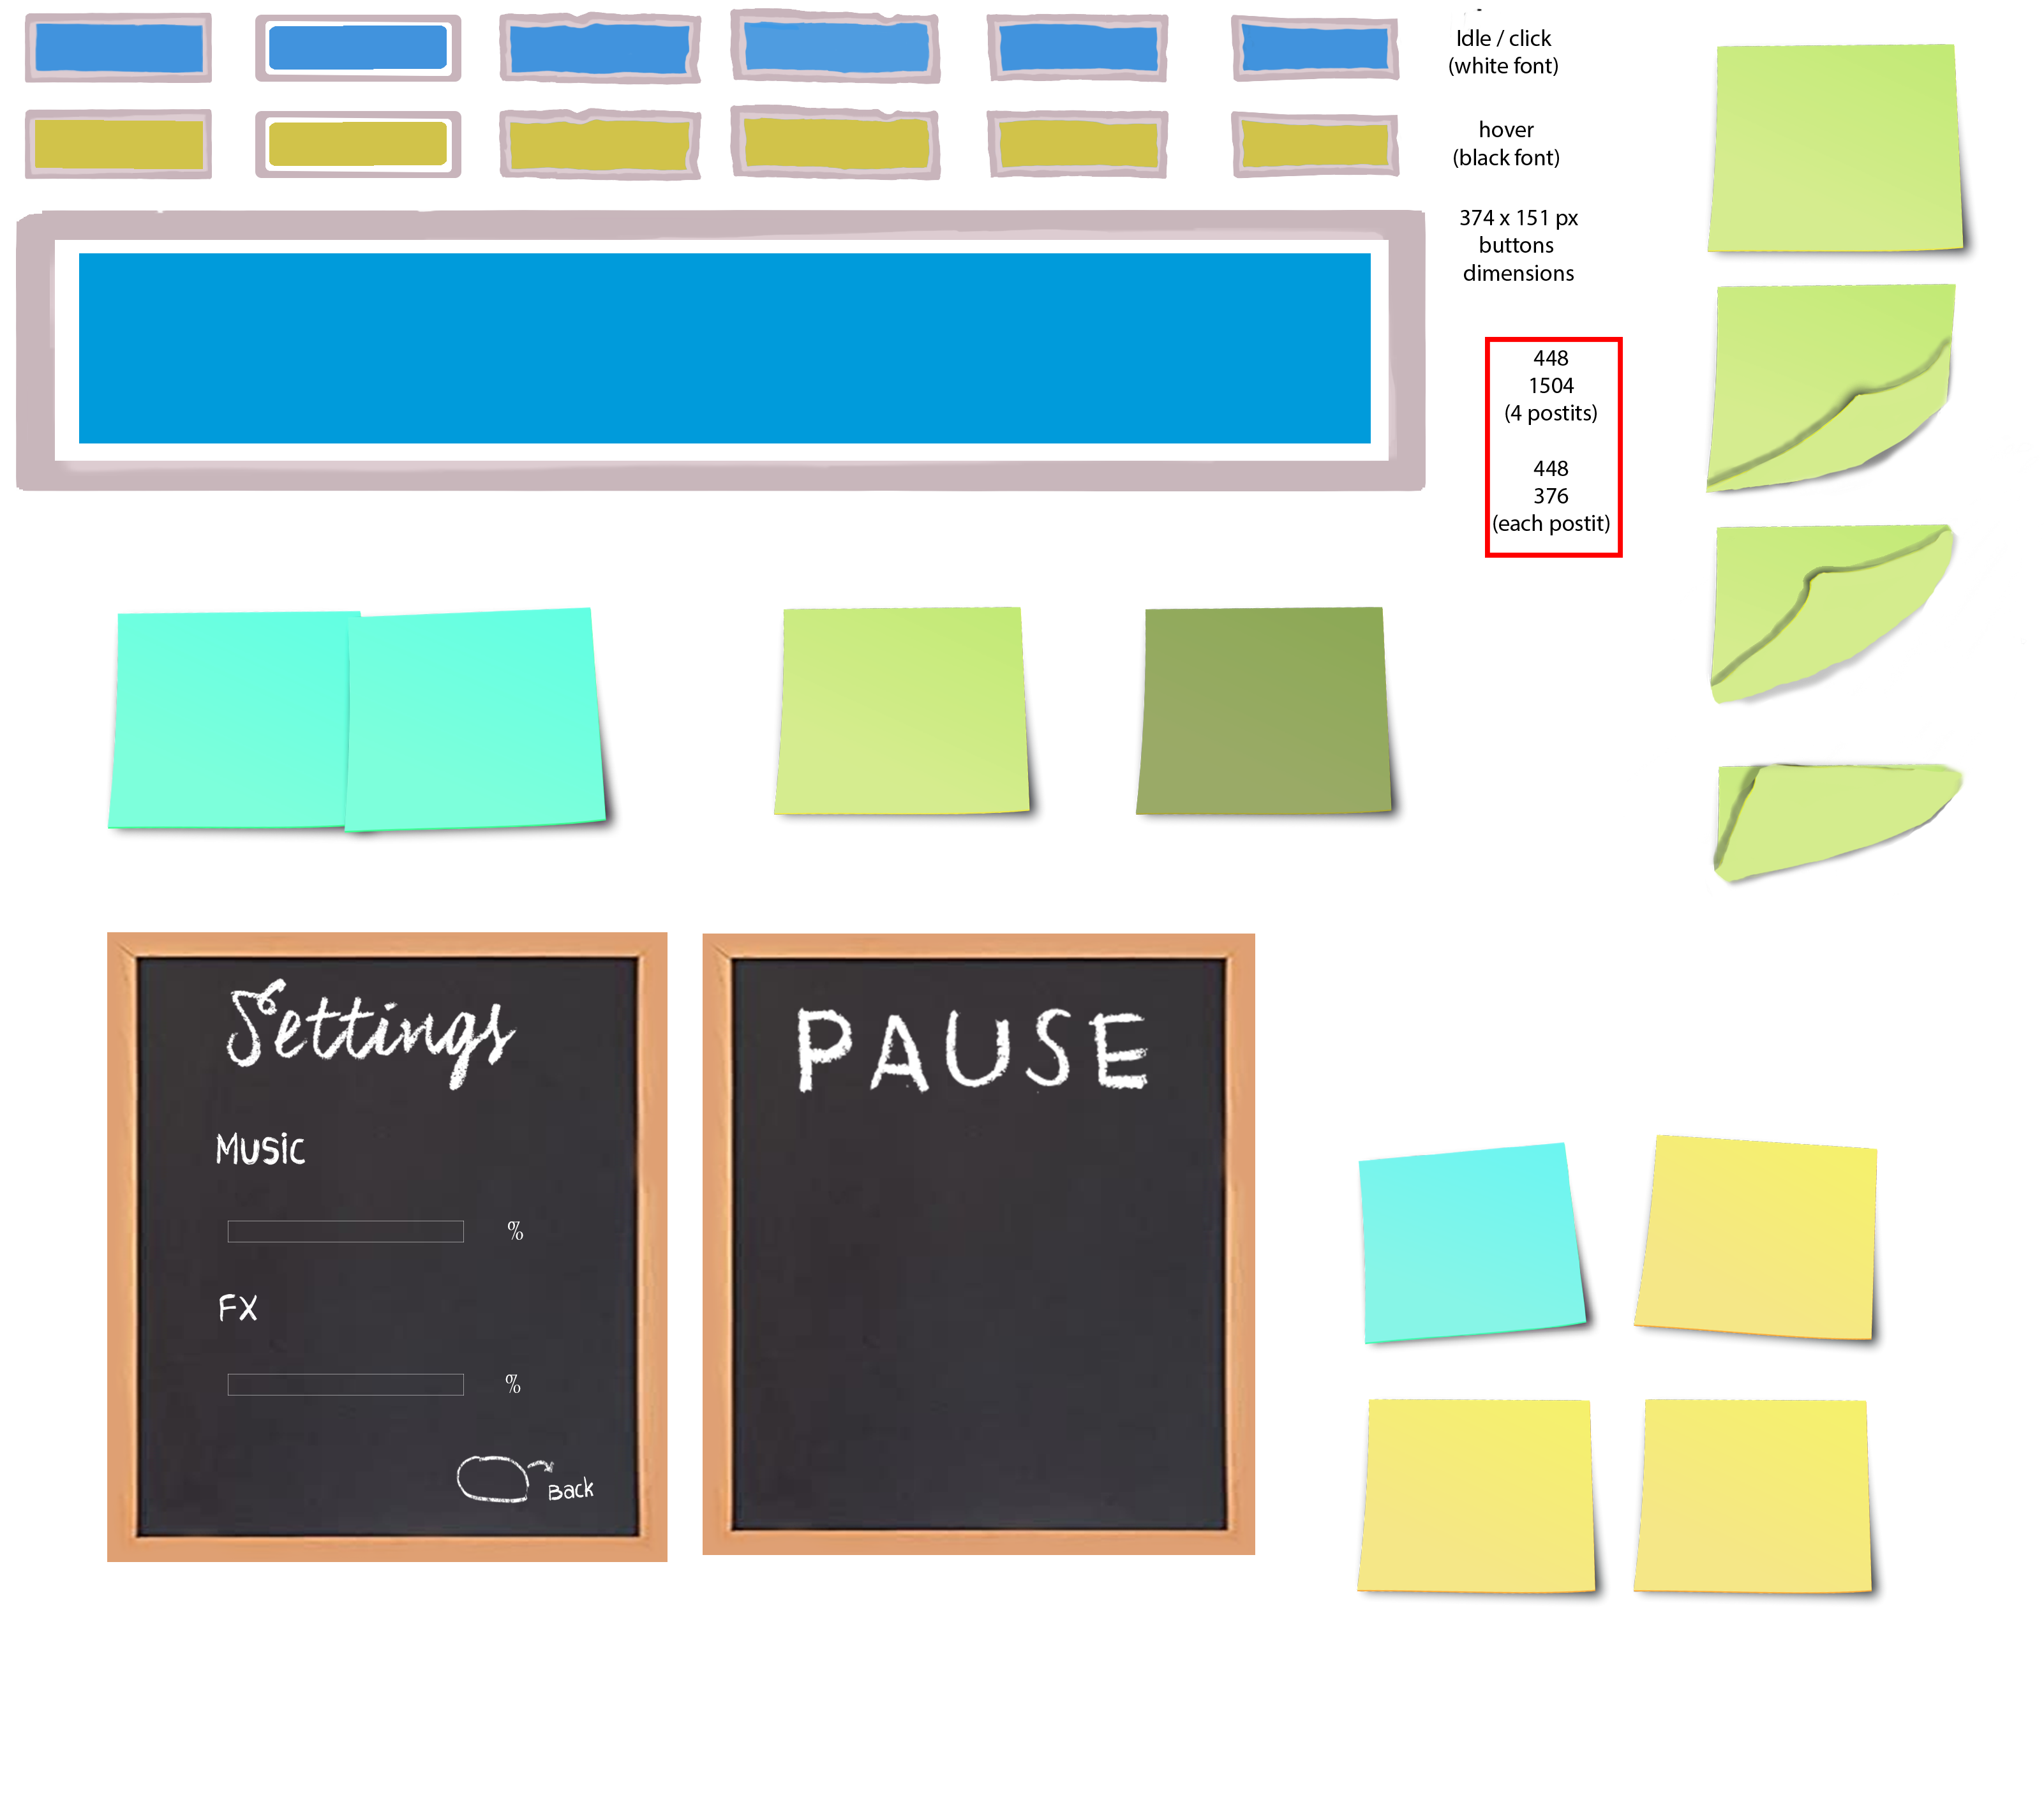 Idle / click
(white font)
hover
(black font)
374 x 151 px
buttons
dimensions
448
1504
(4 postits)
448
376
(each postit)
Settings
Music
%
FX
%
Back
PAUSE